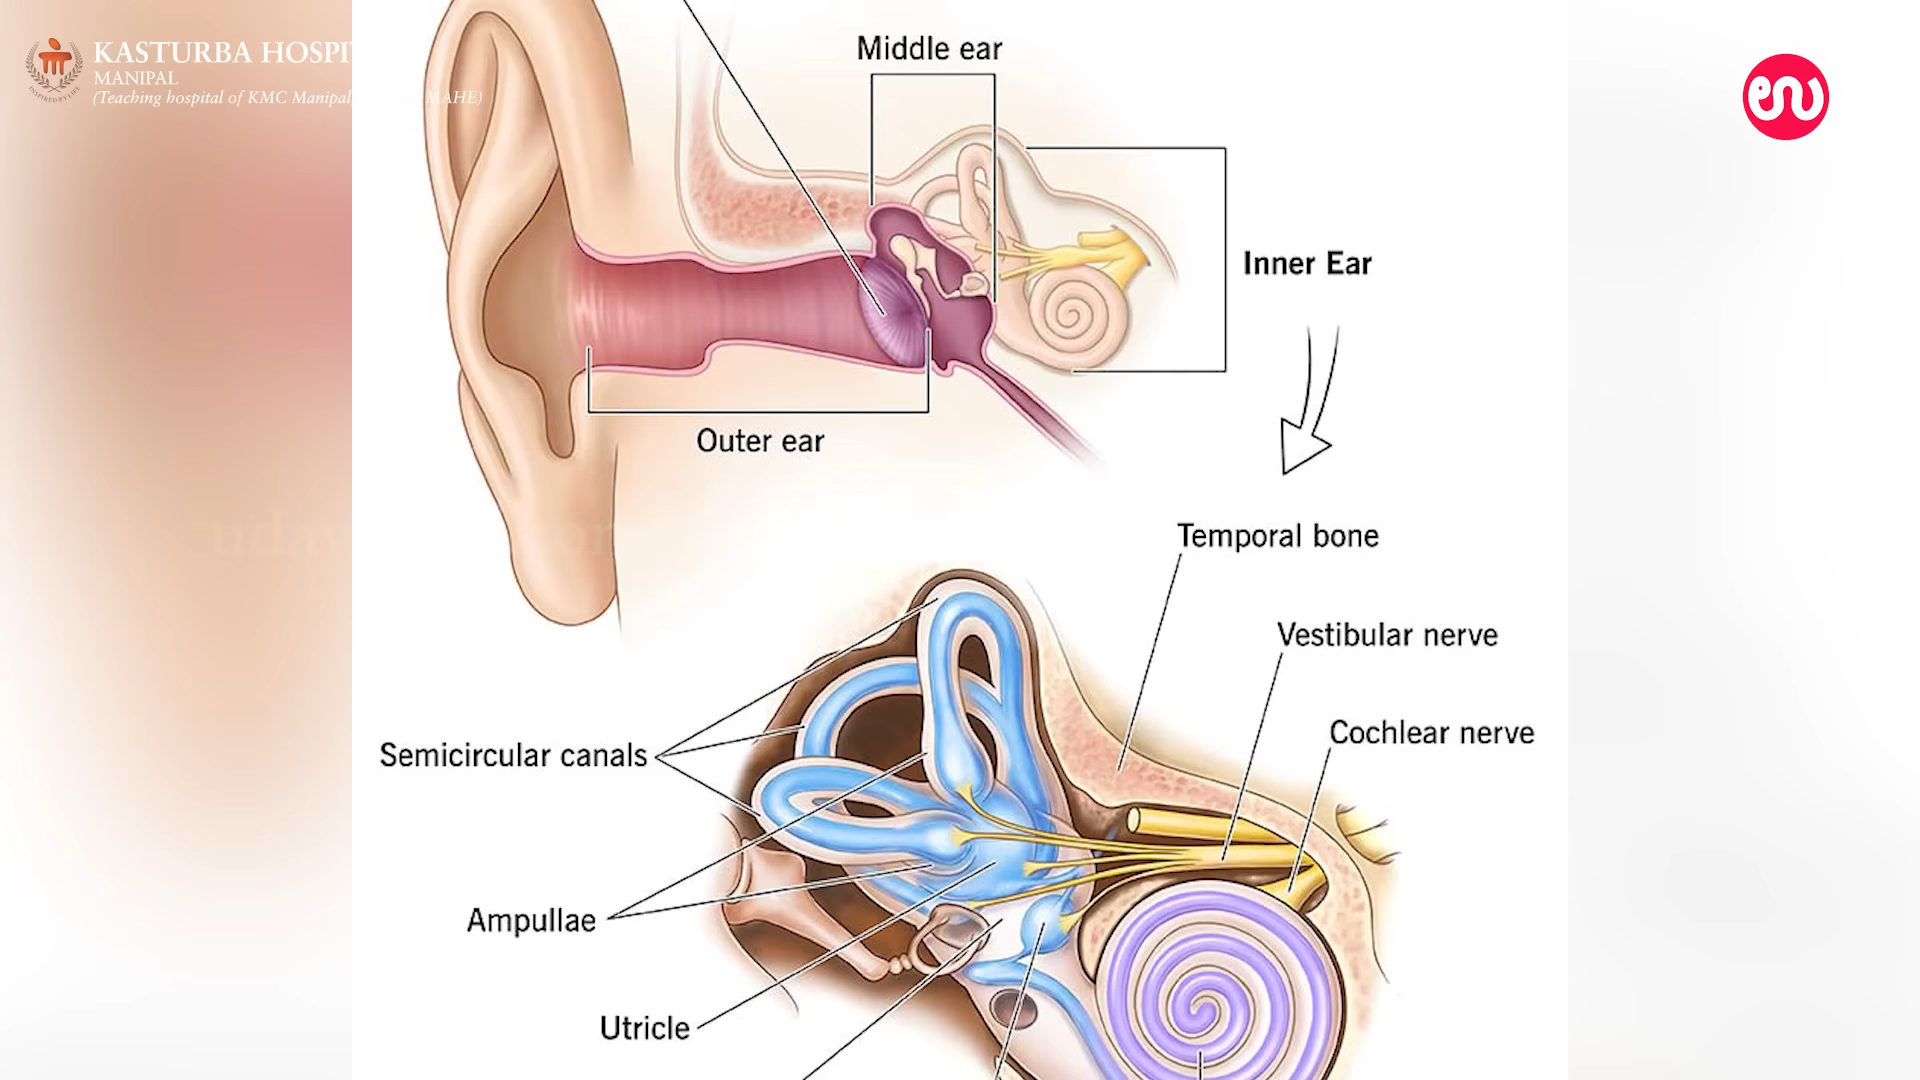 KASTURBA HOSPI
MANIPAL
(Teaching hospital of KMC Manipal, MAHE)
Middle ear
Inner Ear
Outer ear
Temporal bone
Vestibular nerve
Cochlear nerve
Semicircular canals
Ampullae
Utricle